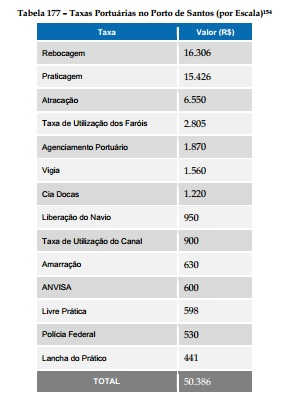 Tabela 177 – Taxas Portuárias no Porto de Santos (por Escala)¹⁵⁴
Taxa Valor (R$)
Rebocagem 16.306
Praticagem 15.426
Atracação 6.550
Taxa de Utilização dos Faróis 2.805
Agenciamento Portuário 1.870
Vigia 1.560
Cia Docas 1.220
Liberação do Navio 950
Taxa de Utilização do Canal 900
Amarração 630
ANVISA 600
Livre Prática 598
Polícia Federal 530
Lancha do Prático 441
TOTAL 50.386